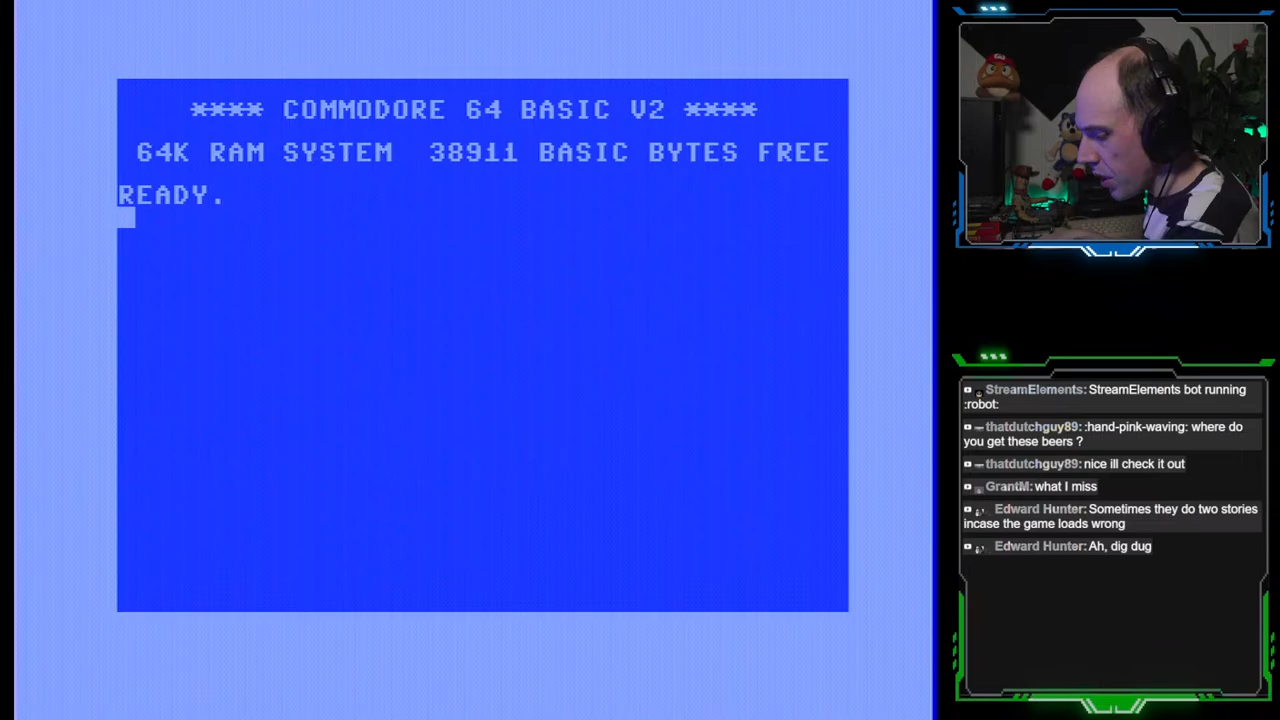 **** COMMODORE 64 BASIC V2 ****
64K RAM SYSTEM  38911 BASIC BYTES FREE
READY.
StreamElements: StreamElements bot running
:robot:
thatdutchguy89: :hand-pink-waving: where do
you get these beers ?
thatdutchguy89: nice ill check it out
GrantM: what I miss
Edward Hunter: Sometimes they do two stories
incase the game loads wrong
Edward Hunter: Ah, dig dug